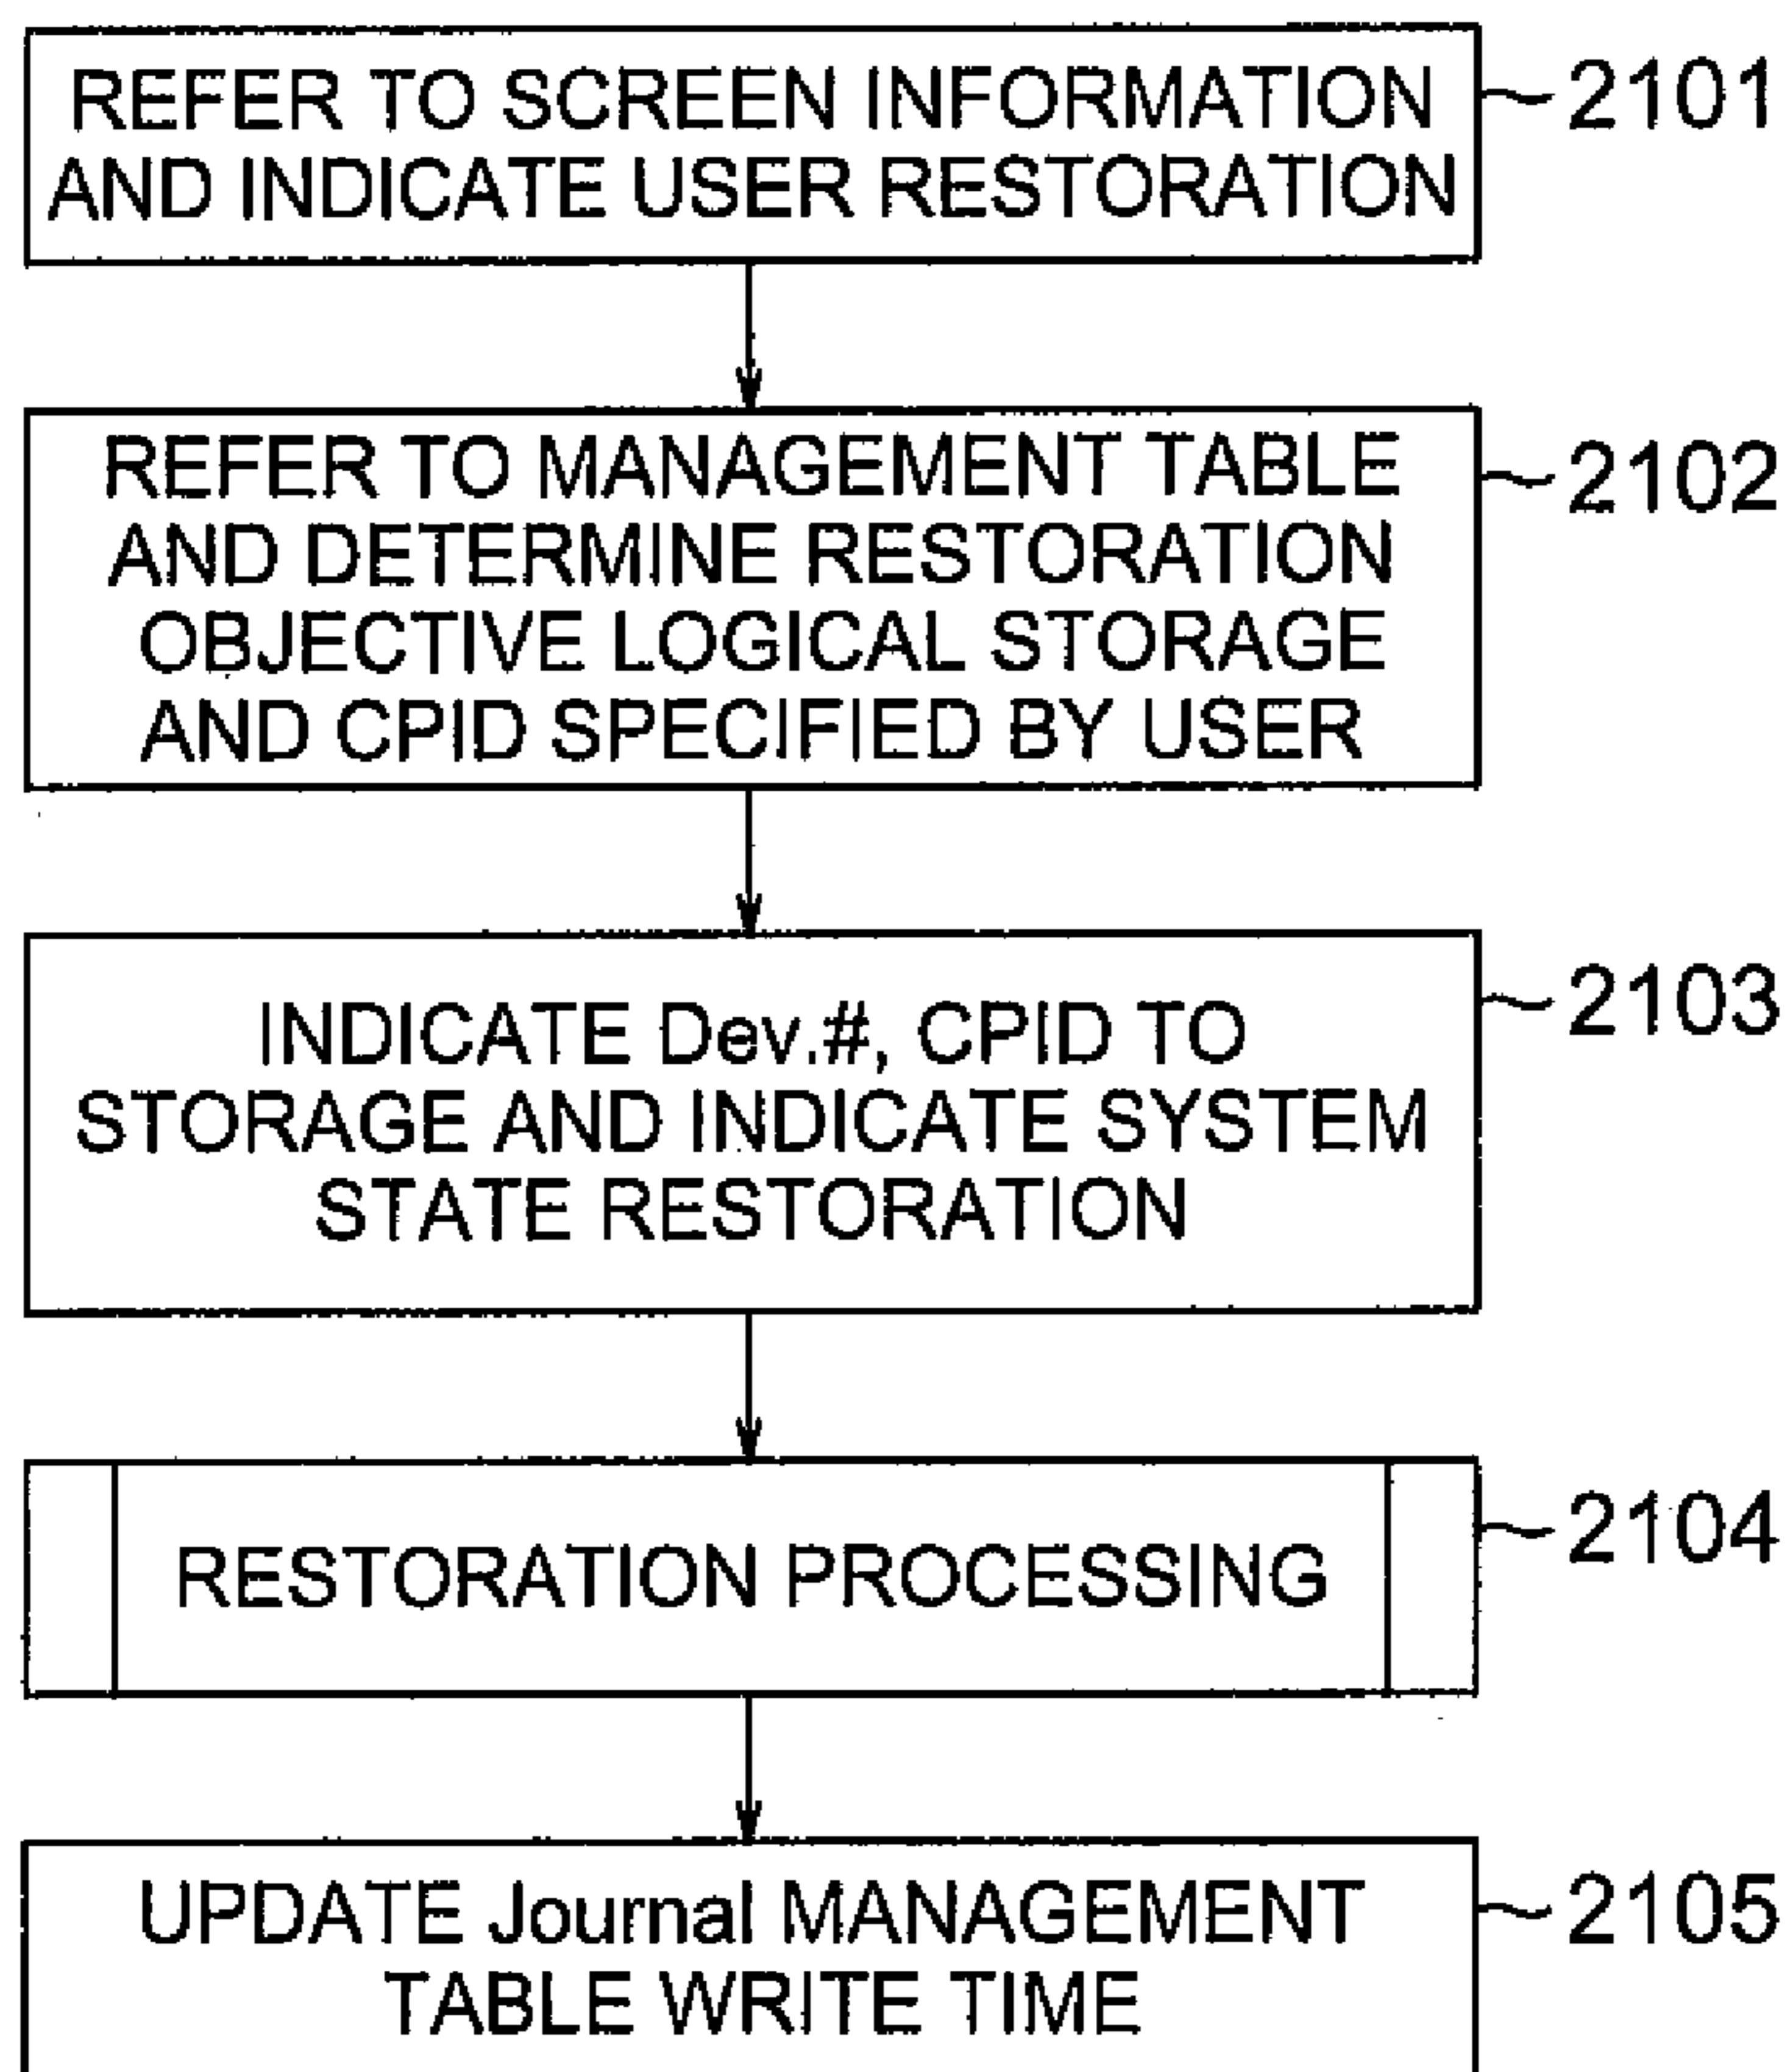 REFER TO SCREEN INFORMATION
AND INDICATE USER RESTORATION
2101
REFER TO MANAGEMENT TABLE
AND DETERMINE RESTORATION
OBJECTIVE LOGICAL STORAGE
AND CPID SPECIFIED BY USER
2102
INDICATE Dev.#, CPID TO
STORAGE AND INDICATE SYSTEM
STATE RESTORATION
2103
RESTORATION PROCESSING
2104
UPDATE Journal MANAGEMENT
TABLE WRITE TIME
2105